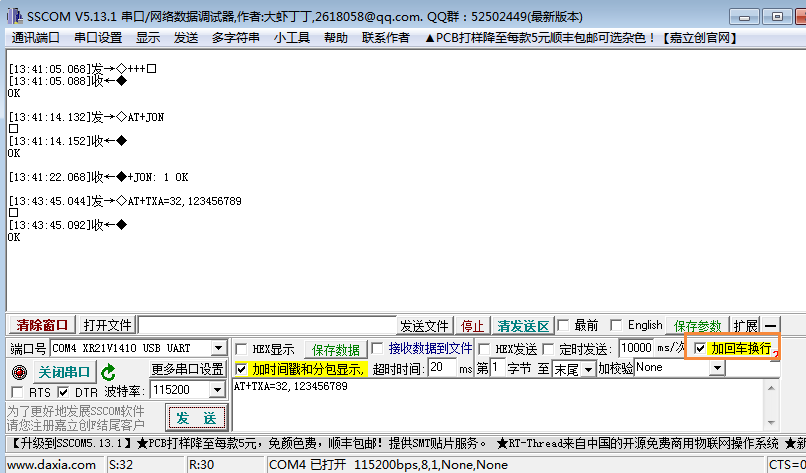 SSCOM V5.13.1 串口/网络数据调试器,作者:大虾丁丁,2618058@qq.com. QQ群: 52502449(最新版本)
通讯端口 串口设置 显示 发送 多字符串 小工具 帮助 联系作者 ▲PCB打样降至每款5元顺丰包邮可选杂色！【嘉立创官网】
[13:41:05.068]发→◇+++□
[13:41:05.088]收←◆
OK
[13:41:14.132]发→◇AT+JON
□
[13:41:14.152]收←◆
OK
[13:41:22.068]收←◆+JON: 1 OK
[13:43:45.044]发→◇AT+TXA=32,123456789
□
[13:43:45.092]收←◆
OK
清除窗口 打开文件 发送文件 停止 清发送区 最前 English 保存参数 扩展 —
端口号 COM4 XR21V1410 USB UART HEX显示 保存数据 接收数据到文件 HEX发送 定时发送: 10000 ms/次 加回车换行
关闭串口 更多串口设置 加时间戳和分包显示, 超时时间: 20 ms 第1 字节 至 末尾 加校验 None
RTS DTR 波特率: 115200 AT+TXA=32,123456789
为了更好地发展SSCOM软件
请您注册嘉立创F结尾客户 发 送
【升级到SSCOM5.13.1】★PCB打样降至每款5元，免颜色费，顺丰包邮！提供SMT贴片服务。 ★RT-Thread来自中国的开源免费商用物联网操作系统 ★新
www.daxia.com S:32 R:30 COM4 已打开 115200bps,8,1,None,None CTS=0